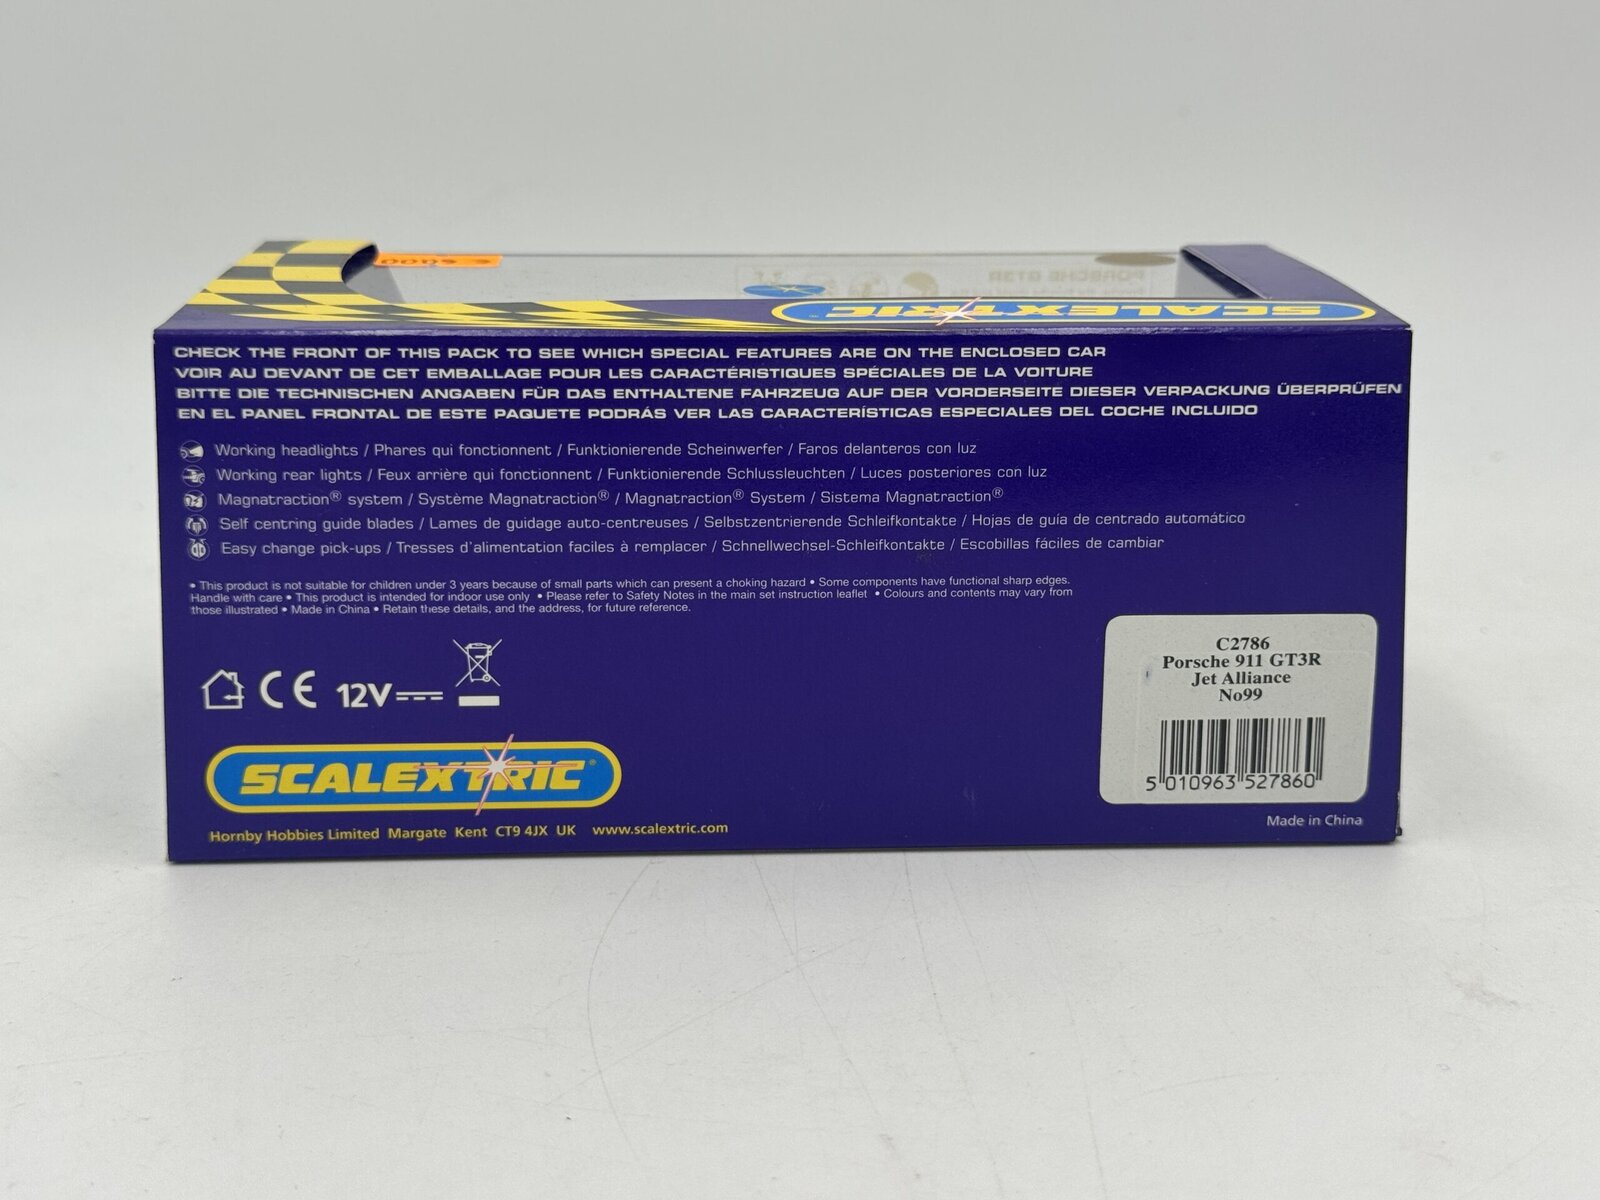 SCALEXTRIC
CHECK THE FRONT OF THIS PACK TO SEE WHICH SPECIAL FEATURES ARE ON THE ENCLOSED CAR
VOIR AU DEVANT DE CET EMBALLAGE POUR LES CARACTÉRISTIQUES SPÉCIALES DE LA VOITURE
BITTE DIE TECHNISCHEN ANGABEN FÜR DAS ENTHALTENE FAHRZEUG AUF DER VORDERSEITE DIESER VERPACKUNG ÜBERPRÜFEN
EN EL PANEL FRONTAL DE ESTE PAQUETE PODRÁS VER LAS CARACTERÍSTICAS ESPECIALES DEL COCHE INCLUIDO
Working headlights / Phares qui fonctionnent / Funktionierende Scheinwerfer / Faros delanteros con luz
Working rear lights / Feux arrière qui fonctionnent / Funktionierende Schlussleuchten / Luces posteriores con luz
Magnatraction® system / Système Magnatraction® / Magnatraction® System / Sistema Magnatraction®
Self centring guide blades / Lames de guidage auto-centreuses / Selbstzentrierende Schleifkontakte / Hojas de guía de centrado automático
Easy change pick-ups / Tresses d'alimentation faciles à remplacer / Schnellwechsel-Schleifkontakte / Escobillas fáciles de cambiar
• This product is not suitable for children under 3 years because of small parts which can present a choking hazard • Some components have functional sharp edges.
Handle with care • This product is intended for indoor use only • Please refer to Safety Notes in the main set instruction leaflet • Colours and contents may vary from
those illustrated • Made in China • Retain these details, and the address, for future reference.
CE 12V
SCALEXTRIC®
Hornby Hobbies Limited Margate Kent CT9 4JX UK www.scalextric.com
C2786
Porsche 911 GT3R
Jet Alliance
No99
5 010963 527860
Made in China